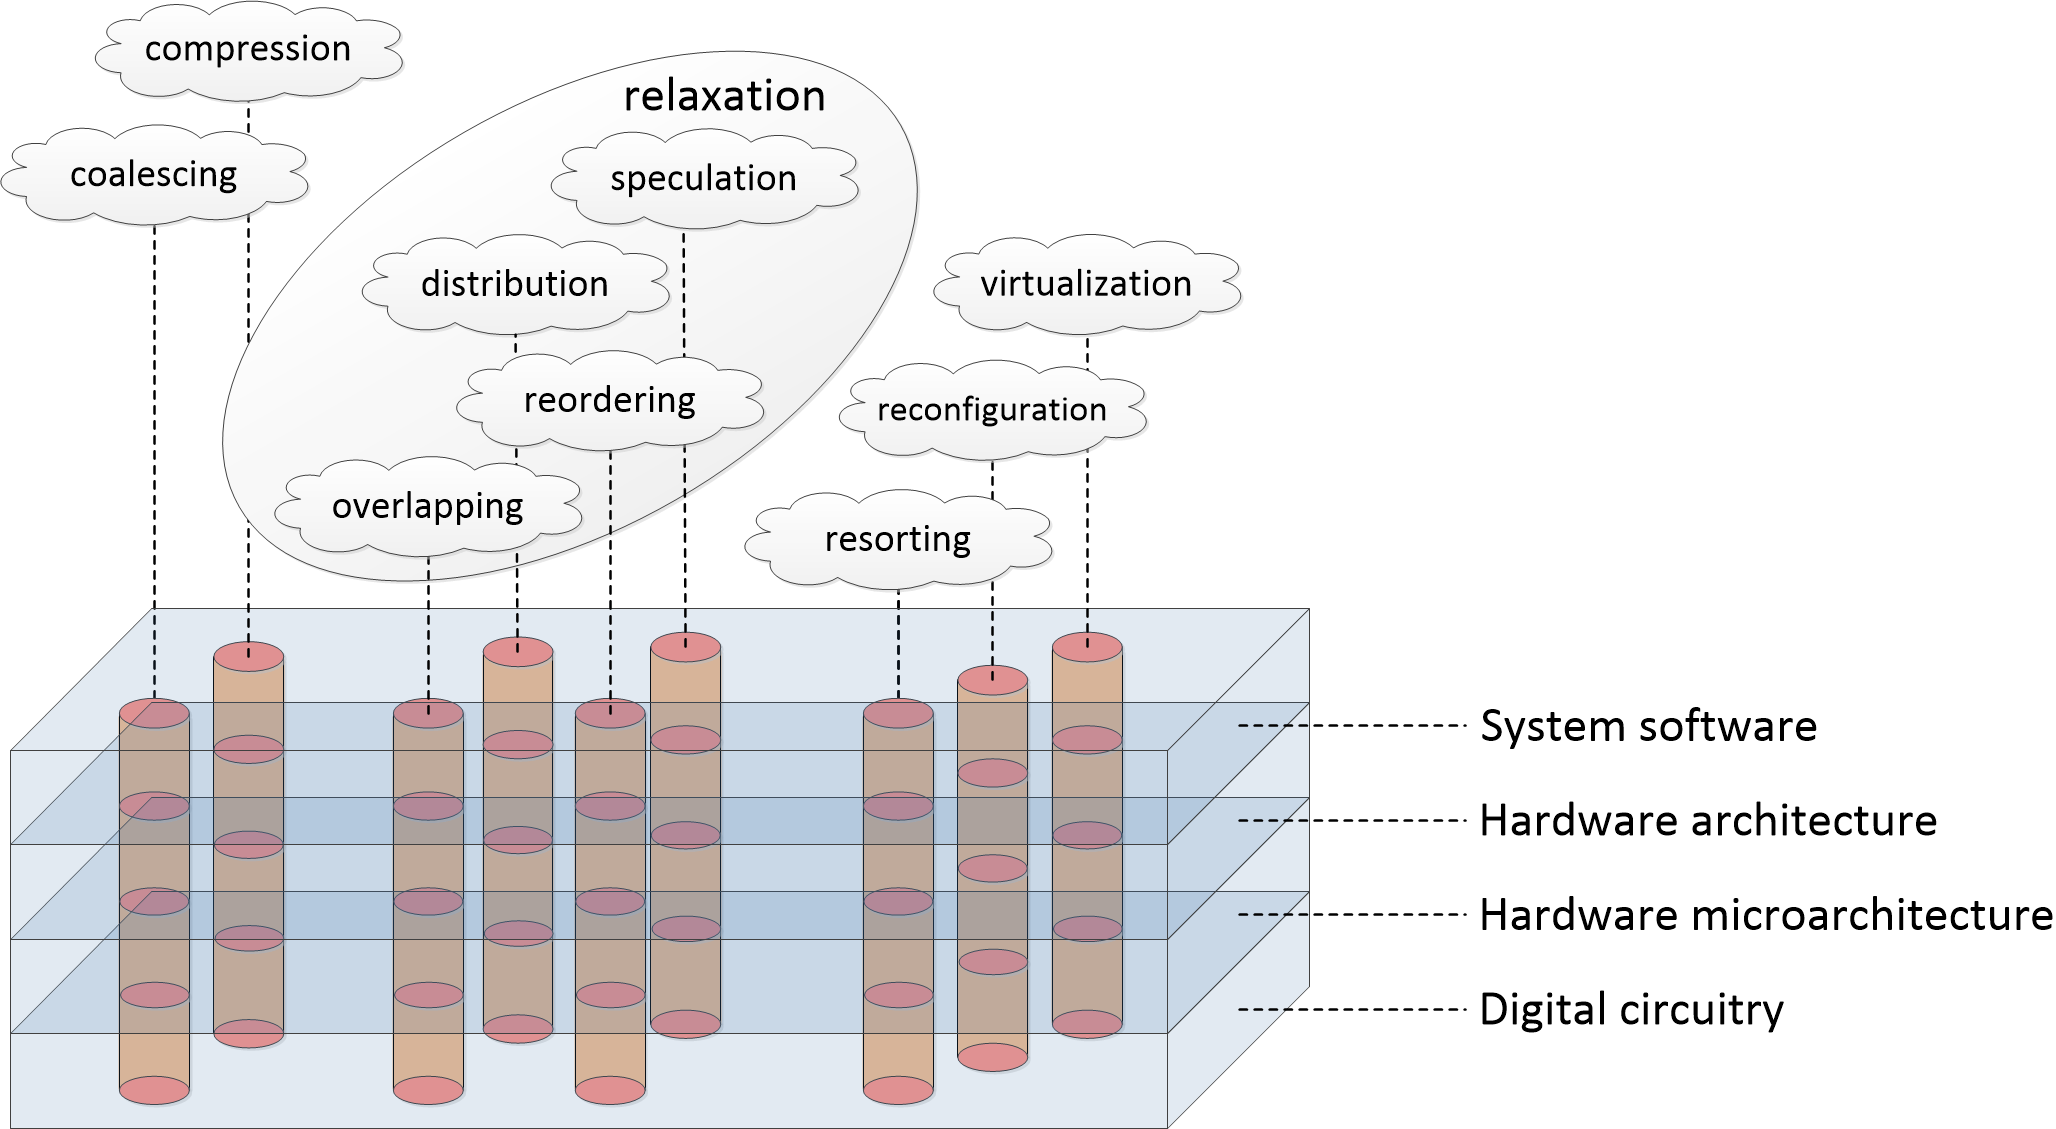 compression
relaxation
coalescing
speculation
distribution
virtualization
reordering
reconfiguration
overlapping
resorting
System software
Hardware architecture
Hardware microarchitecture
Digital circuitry